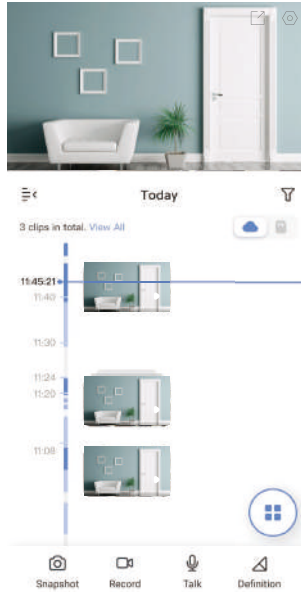 Today
3 clips in total. View All
11:45:21
11:40
11:30
11:24
11:20
11:08
Snapshot Record Talk Definition